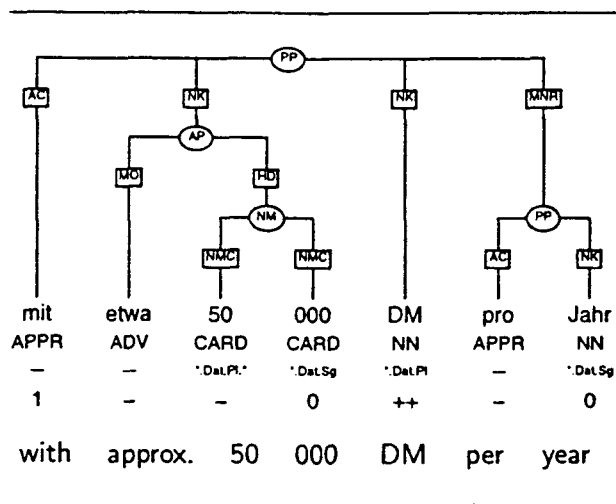 PP
AC NK NK MNR
AP
MO HD
NM PP
NMC NMC AC NK
mit etwa 50 000 DM pro Jahr
APPR ADV CARD CARD NN APPR NN
– – *.Dat.Pl.* *.Dat.Sg *.Dat.Pl – *.Dat.Sg
1 – – 0 ++ – 0
with approx. 50 000 DM per year